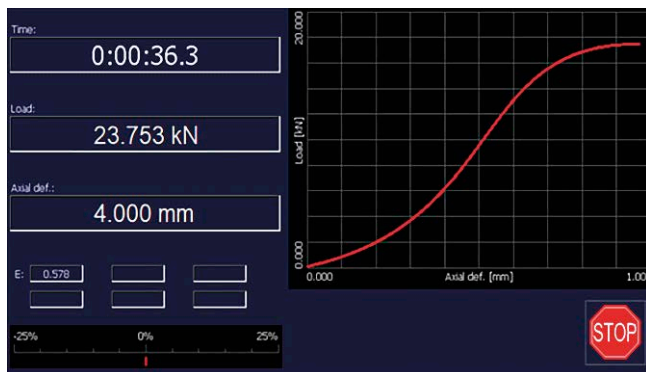 Time:
0:00:36.3
Load:
23.753 kN
Axial def.:
4.000 mm
E: 0.578
-25% 0% 25%
20.000
Load [kN]
0.000
0.000 Axial def. [mm] 1.00
STOP